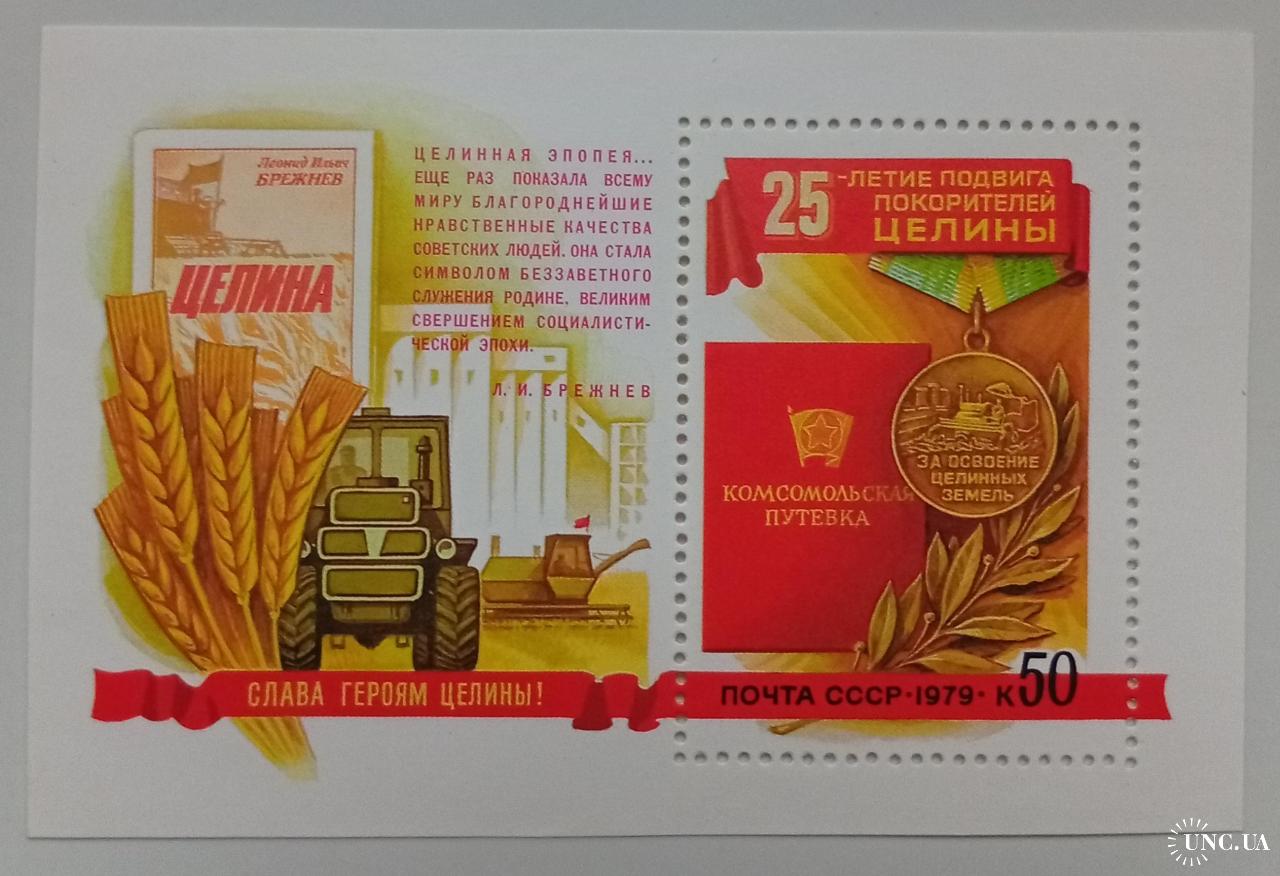 Леонид Ильич
БРЕЖНЕВ
ЦЕЛИНА
ЦЕЛИННАЯ ЭПОПЕЯ...
ЕЩЕ РАЗ ПОКАЗАЛА ВСЕМУ
МИРУ БЛАГОРОДНЕЙШИЕ
НРАВСТВЕННЫЕ КАЧЕСТВА
СОВЕТСКИХ ЛЮДЕЙ. ОНА СТАЛА
СИМВОЛОМ БЕЗЗАВЕТНОГО
СЛУЖЕНИЯ РОДИНЕ, ВЕЛИКИМ
СВЕРШЕНИЕМ СОЦИАЛИСТИ-
ЧЕСКОЙ ЭПОХИ.
Л. И. БРЕЖНЕВ
СЛАВА ГЕРОЯМ ЦЕЛИНЫ!
25-ЛЕТИЕ ПОДВИГА
ПОКОРИТЕЛЕЙ
ЦЕЛИНЫ
КОМСОМОЛЬСКАЯ
ПУТЕВКА
ЗА ОСВОЕНИЕ
ЦЕЛИННЫХ
ЗЕМЕЛЬ
ПОЧТА СССР·1979· К50
UNC.UA